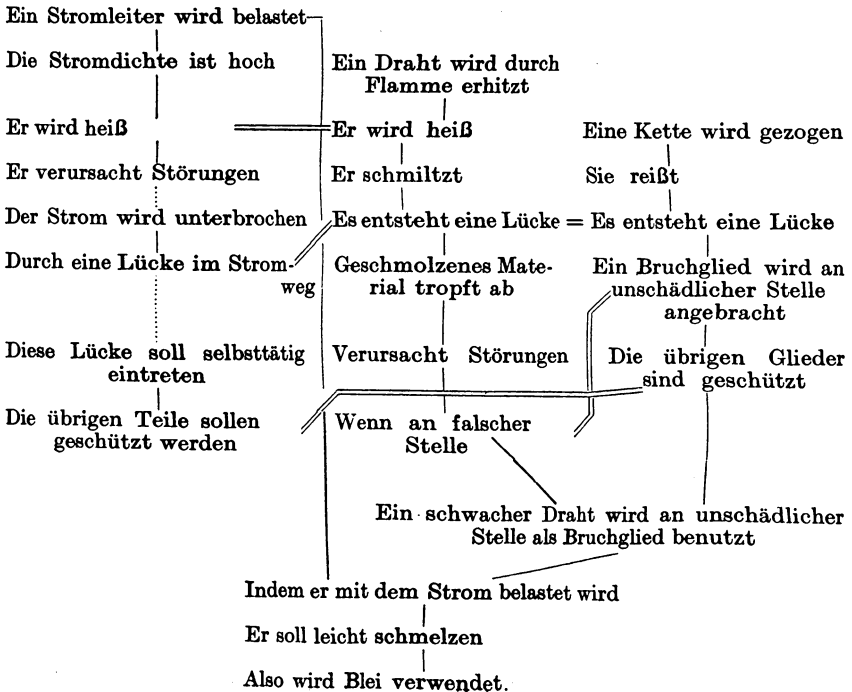 Ein Stromleiter wird belastet
Die Stromdichte ist hoch
Er wird heiß
Er verursacht Störungen
Der Strom wird unterbrochen
Durch eine Lücke im Strom-
weg
Diese Lücke soll selbsttätig
eintreten
Die übrigen Teile sollen
geschützt werden
Ein Draht wird durch
Flamme erhitzt
Er wird heiß
Er schmiltzt
Es entsteht eine Lücke =
Geschmolzenes Mate-
rial tropft ab
Verursacht Störungen
Wenn an falscher
Stelle
Eine Kette wird gezogen
Sie reißt
Es entsteht eine Lücke
Ein Bruchglied wird an
unschädlicher Stelle
angebracht
Die übrigen Glieder
sind geschützt
Ein schwacher Draht wird an unschädlicher
Stelle als Bruchglied benutzt
Indem er mit dem Strom belastet wird
Er soll leicht schmelzen
Also wird Blei verwendet.